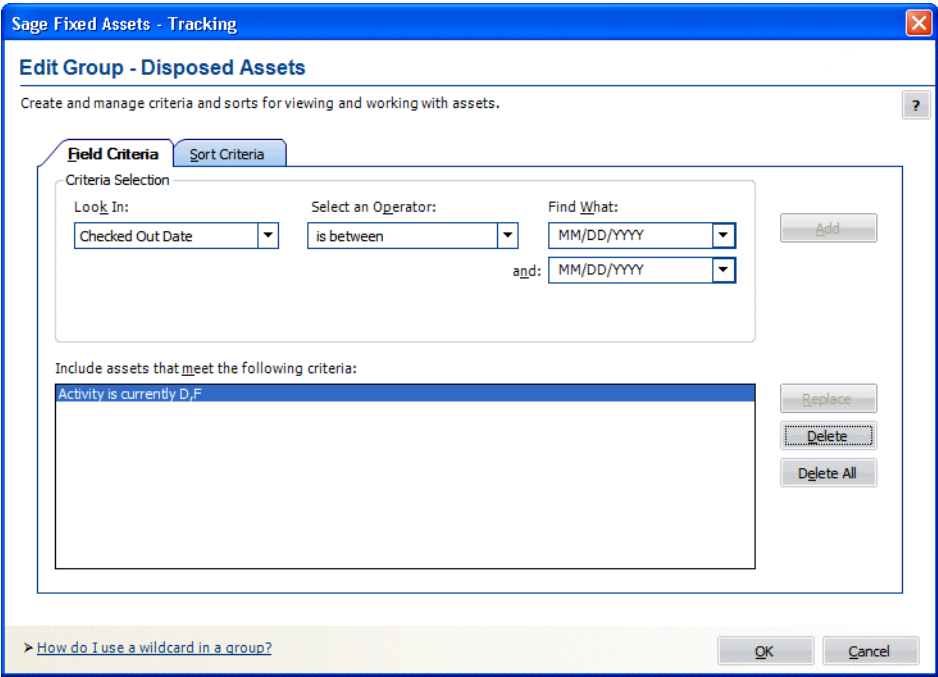 Sage Fixed Assets - Tracking
Edit Group - Disposed Assets
Create and manage criteria and sorts for viewing and working with assets.
?
Field Criteria
Sort Criteria
Criteria Selection
Look In:
Select an Operator:
Find What:
Checked Out Date
is between
MM/DD/YYYY
Add
and:
MM/DD/YYYY
Include assets that meet the following criteria:
Activity is currently D,F
Replace
Delete
Delete All
➤ How do I use a wildcard in a group?
OK
Cancel